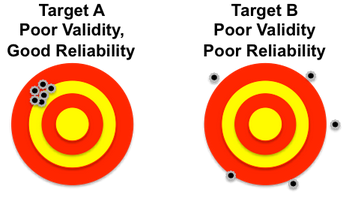 Target A
Poor Validity,
Good Reliability
Target B
Poor Validity
Poor Reliability